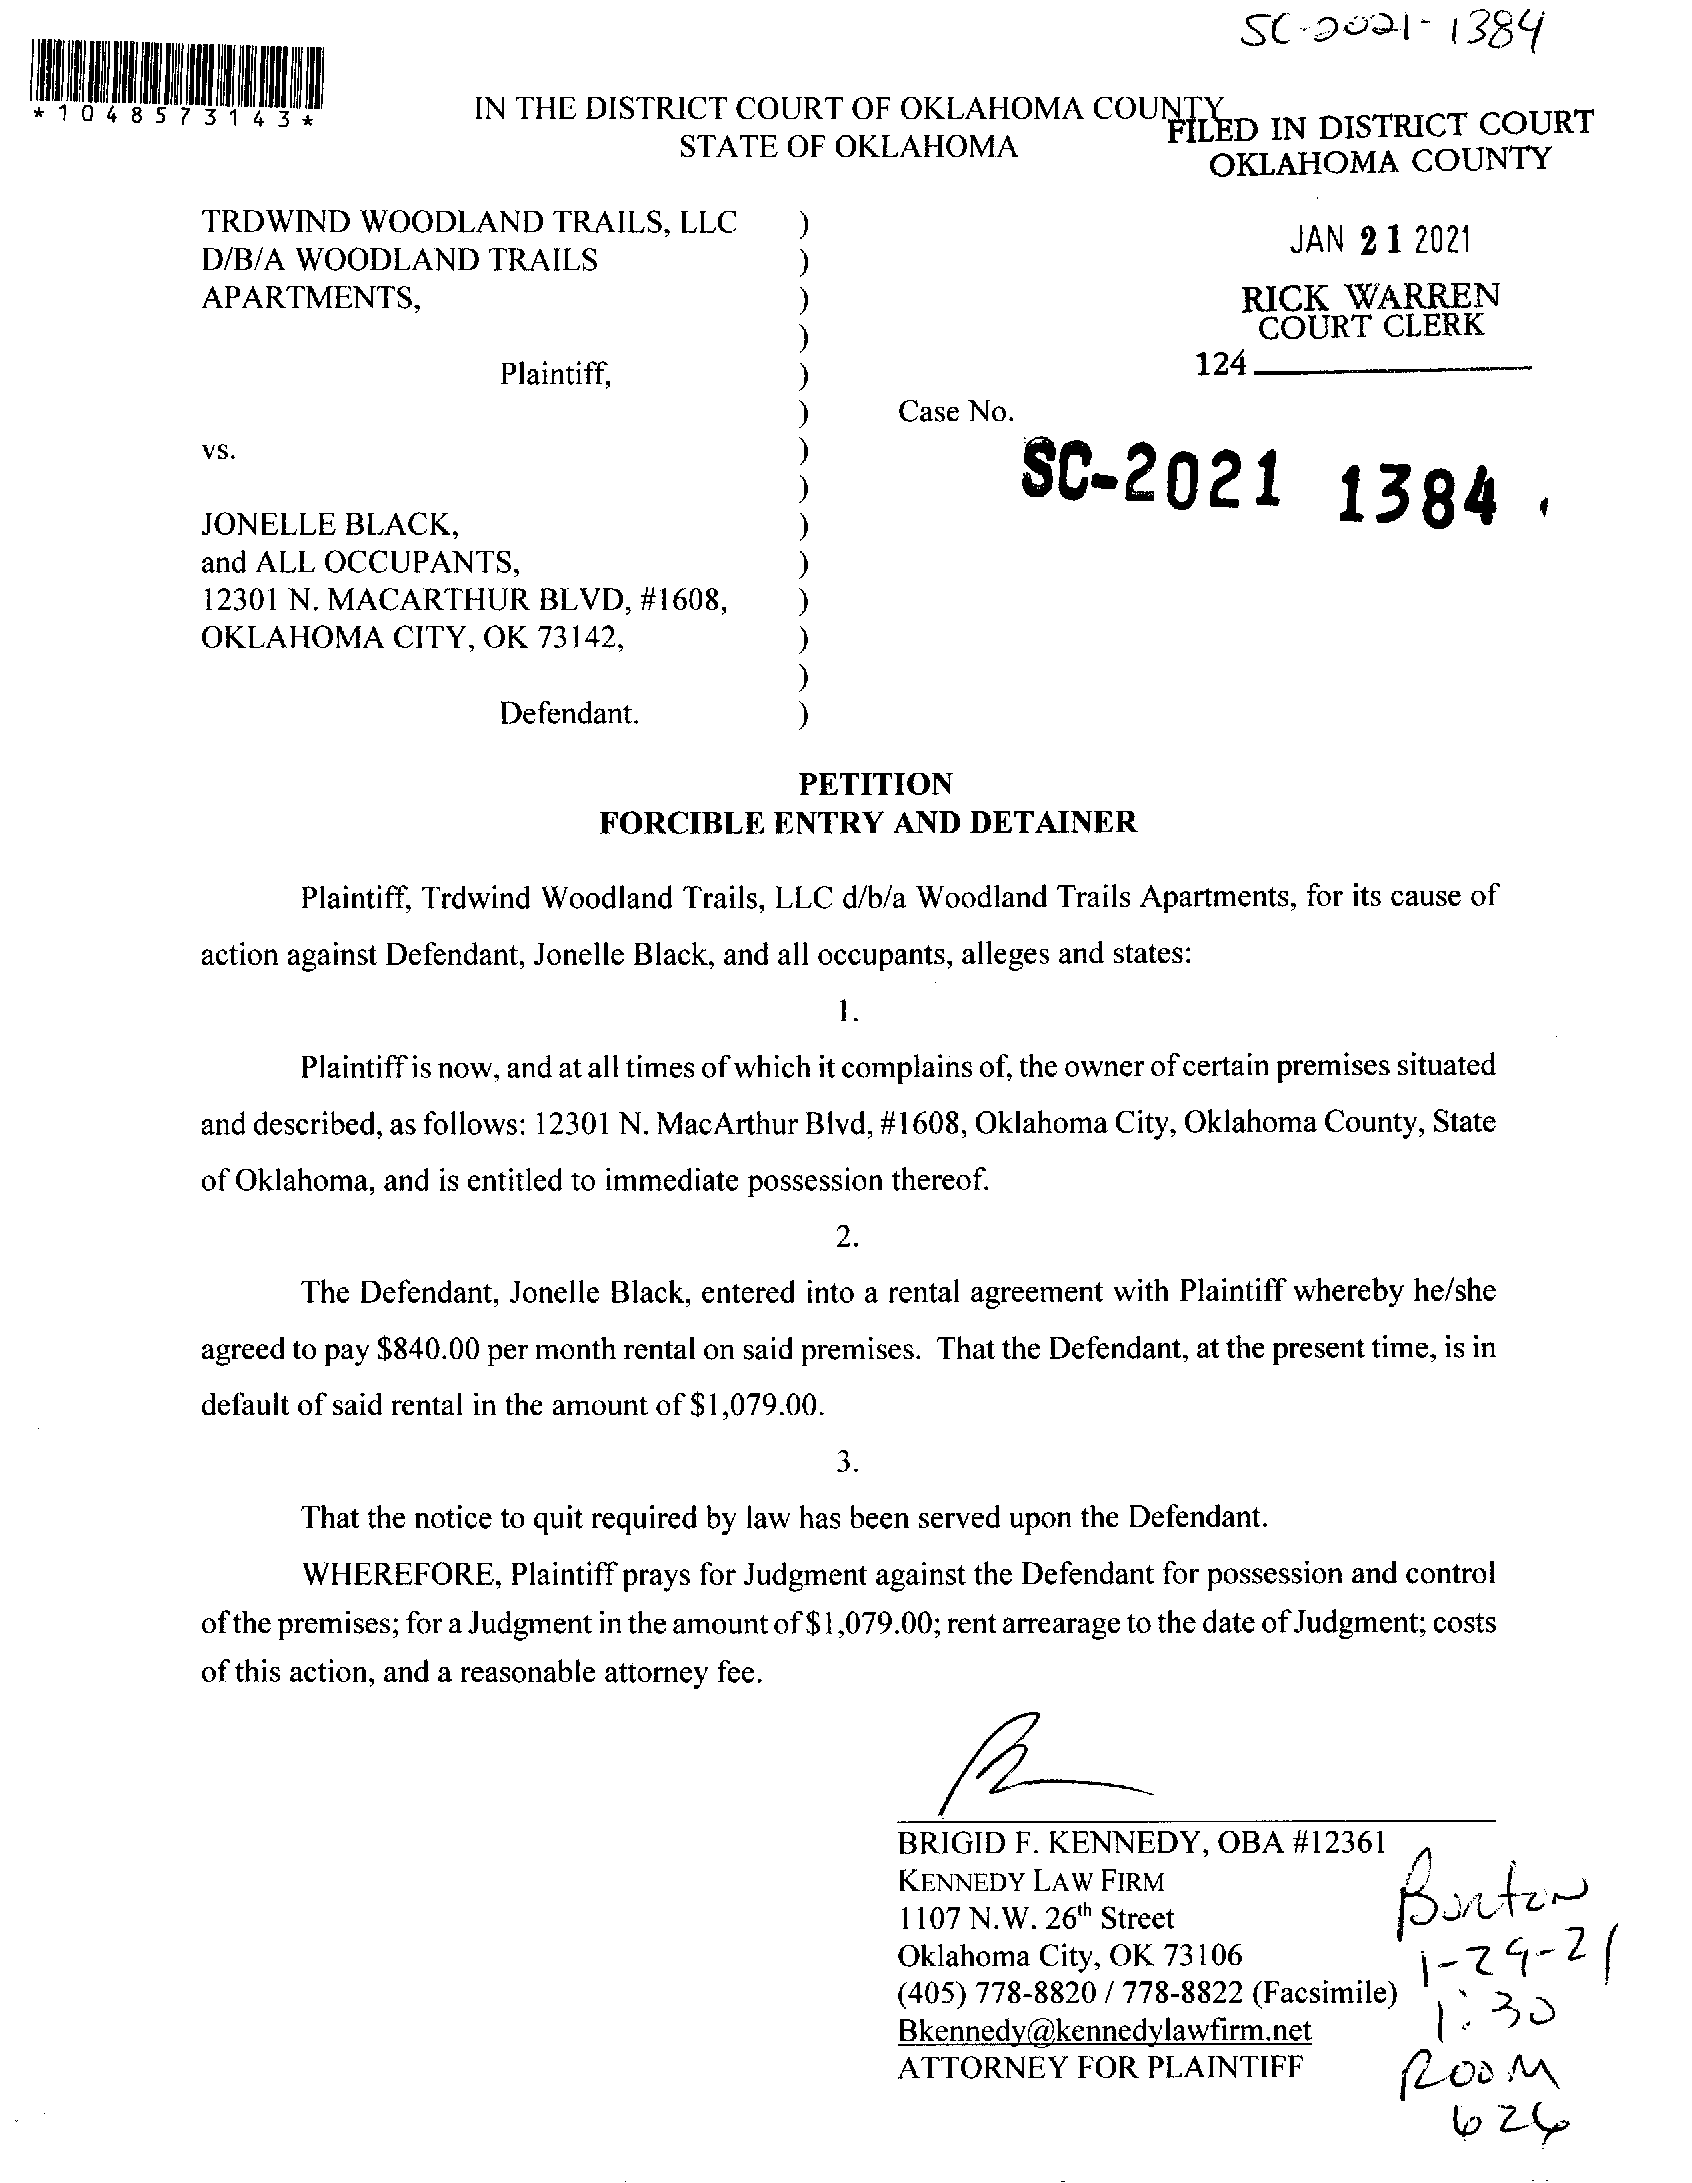 SC-2021-1384
*1048573143*
IN THE DISTRICT COURT OF OKLAHOMA COUNTY
STATE OF OKLAHOMA
FILED IN DISTRICT COURT
OKLAHOMA COUNTY
JAN 21 2021
RICK WARREN
COURT CLERK
124
TRDWIND WOODLAND TRAILS, LLC )
D/B/A WOODLAND TRAILS )
APARTMENTS, )
)
Plaintiff, )
) Case No.
vs. )
SC-2021 1384
)
JONELLE BLACK, )
and ALL OCCUPANTS, )
12301 N. MACARTHUR BLVD, #1608, )
OKLAHOMA CITY, OK 73142, )
)
Defendant. )
PETITION
FORCIBLE ENTRY AND DETAINER
Plaintiff, Trdwind Woodland Trails, LLC d/b/a Woodland Trails Apartments, for its cause of
action against Defendant, Jonelle Black, and all occupants, alleges and states:
1.
Plaintiff is now, and at all times of which it complains of, the owner of certain premises situated
and described, as follows: 12301 N. MacArthur Blvd, #1608, Oklahoma City, Oklahoma County, State
of Oklahoma, and is entitled to immediate possession thereof.
2.
The Defendant, Jonelle Black, entered into a rental agreement with Plaintiff whereby he/she
agreed to pay $840.00 per month rental on said premises. That the Defendant, at the present time, is in
default of said rental in the amount of $1,079.00.
3.
That the notice to quit required by law has been served upon the Defendant.
WHEREFORE, Plaintiff prays for Judgment against the Defendant for possession and control
of the premises; for a Judgment in the amount of $1,079.00; rent arrearage to the date of Judgment; costs
of this action, and a reasonable attorney fee.
BRIGID F. KENNEDY, OBA #12361
KENNEDY LAW FIRM
1107 N.W. 26th Street
Oklahoma City, OK 73106
(405) 778-8820 / 778-8822 (Facsimile)
Bkennedy@kennedylawfirm.net
ATTORNEY FOR PLAINTIFF
1-29-21
1:30
ROOM
626